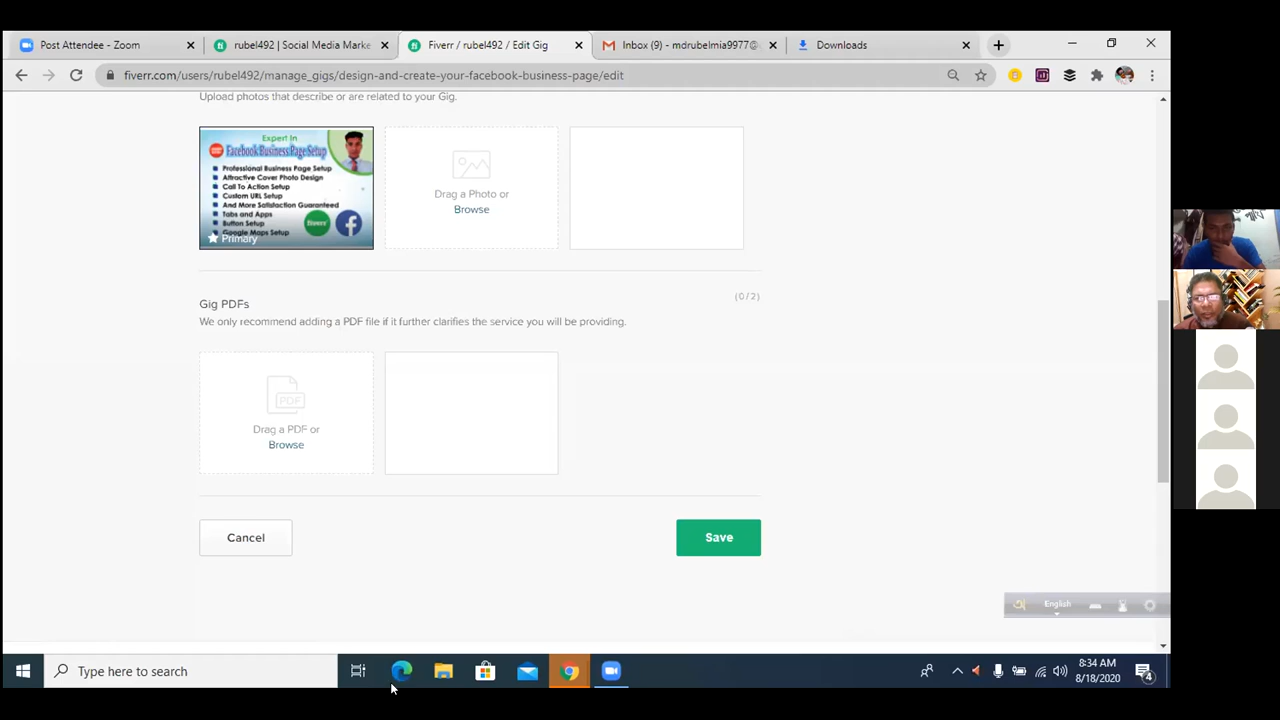 Post Attendee - Zoom
rubel492 | Social Media Marke
Fiverr / rubel492 / Edit Gig
Inbox (9) - mdrubelmia9977@
Downloads
fiverr.com/users/rubel492/manage_gigs/design-and-create-your-facebook-business-page/edit
Upload photos that describe or are related to your Gig.
Expert In
Facebook Business Page Setup
Professional Business Page Setup
Attractive Cover Photo Design
Call To Action Setup
Custom URL Setup
And More Satisfaction Guaranteed
Tabs and Apps
Button Setup
Google Maps Setup
fiverr
Primary
Drag a Photo or
Browse
Gig PDFs
(0/2)
We only recommend adding a PDF file if it further clarifies the service you will be providing.
PDF
Drag a PDF or
Browse
Cancel
Save
English
Type here to search
8:34 AM
8/18/2020
4